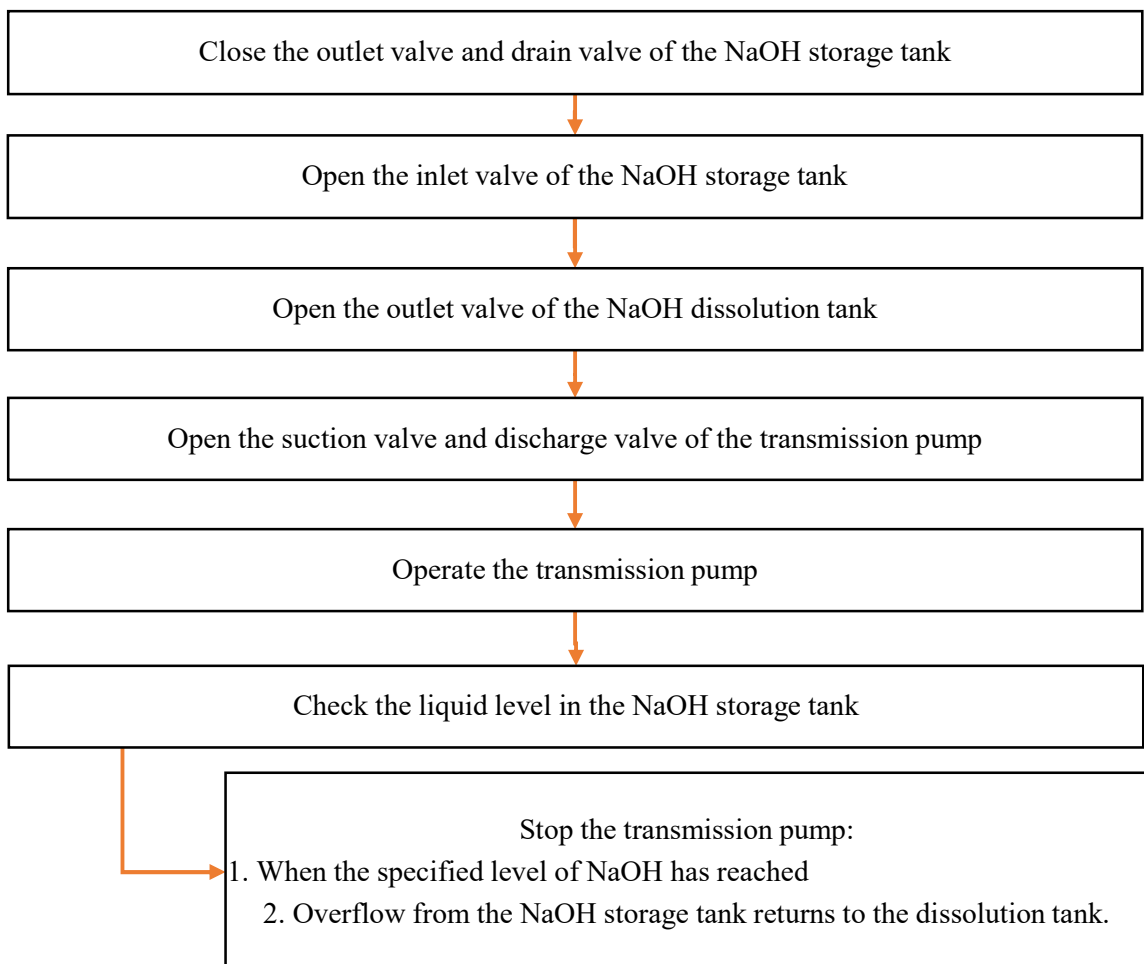 Close the outlet valve and drain valve of the NaOH storage tank
Open the inlet valve of the NaOH storage tank
Open the outlet valve of the NaOH dissolution tank
Open the suction valve and discharge valve of the transmission pump
Operate the transmission pump
Check the liquid level in the NaOH storage tank
Stop the transmission pump:
1. When the specified level of NaOH has reached
2. Overflow from the NaOH storage tank returns to the dissolution tank.